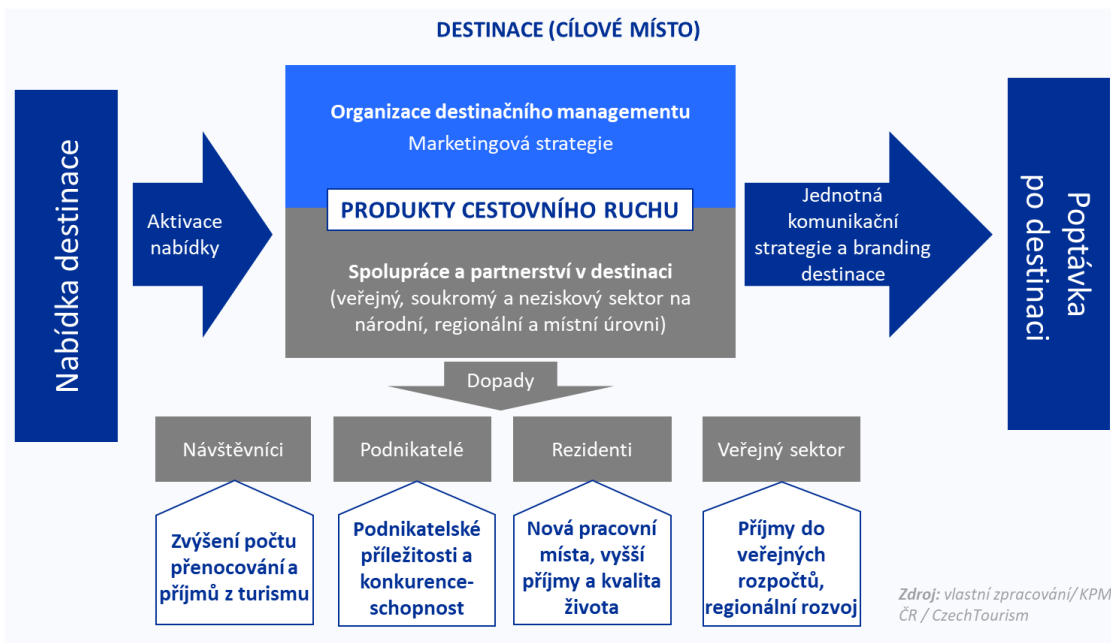 DESTINACE (CÍLOVÉ MÍSTO)
Nabídka destinace
Aktivace
nabídky
Organizace destinačního managementu
Marketingová strategie
PRODUKTY CESTOVNÍHO RUCHU
Spolupráce a partnerství v destinaci
(veřejný, soukromý a neziskový sektor na
národní, regionální a místní úrovni)
Jednotná
komunikační
strategie a branding
destinace
Poptávka
po destinaci
Dopady
Návštěvníci
Podnikatelé
Rezidenti
Veřejný sektor
Zvýšení počtu
přenocování a
příjmů z turismu
Podnikatelské
příležitosti a
konkurence-
schopnost
Nová pracovní
místa, vyšší
příjmy a kvalita
života
Příjmy do
veřejných
rozpočtů,
regionální rozvoj
Zdroj: vlastní zpracování/ KPM
ČR / CzechTourism